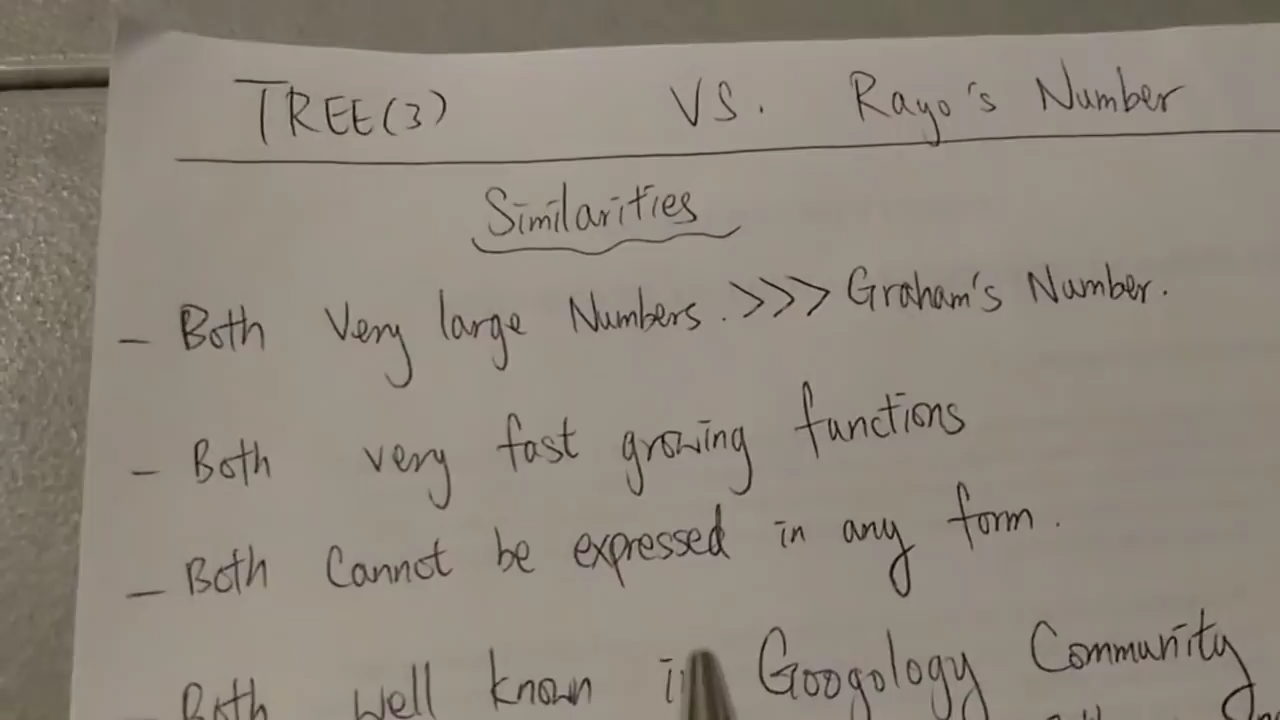 TREE(3) VS. Rayo's Number
Similarities
- Both Very large Numbers. >>> Graham's Number.
- Both very fast growing functions
- Both Cannot be expressed in any form.
- Both well known in Googology Community